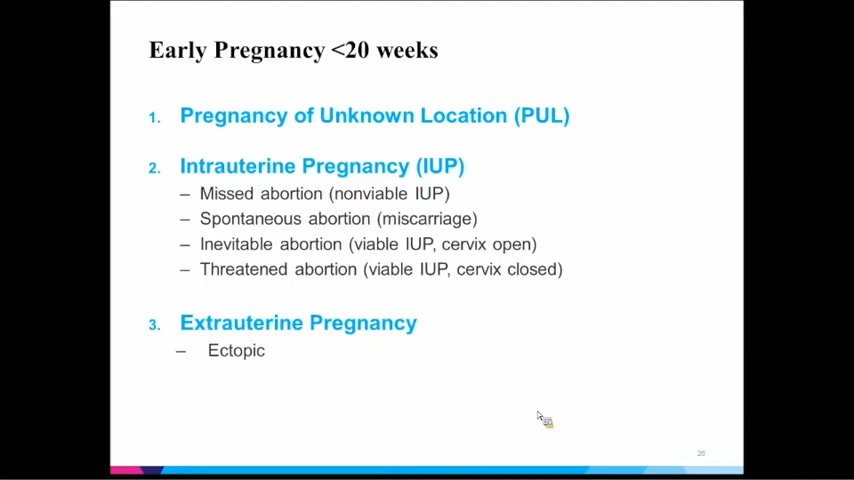 Early Pregnancy <20 weeks
1. Pregnancy of Unknown Location (PUL)
2. Intrauterine Pregnancy (IUP)
– Missed abortion (nonviable IUP)
– Spontaneous abortion (miscarriage)
– Inevitable abortion (viable IUP, cervix open)
– Threatened abortion (viable IUP, cervix closed)
3. Extrauterine Pregnancy
– Ectopic
26